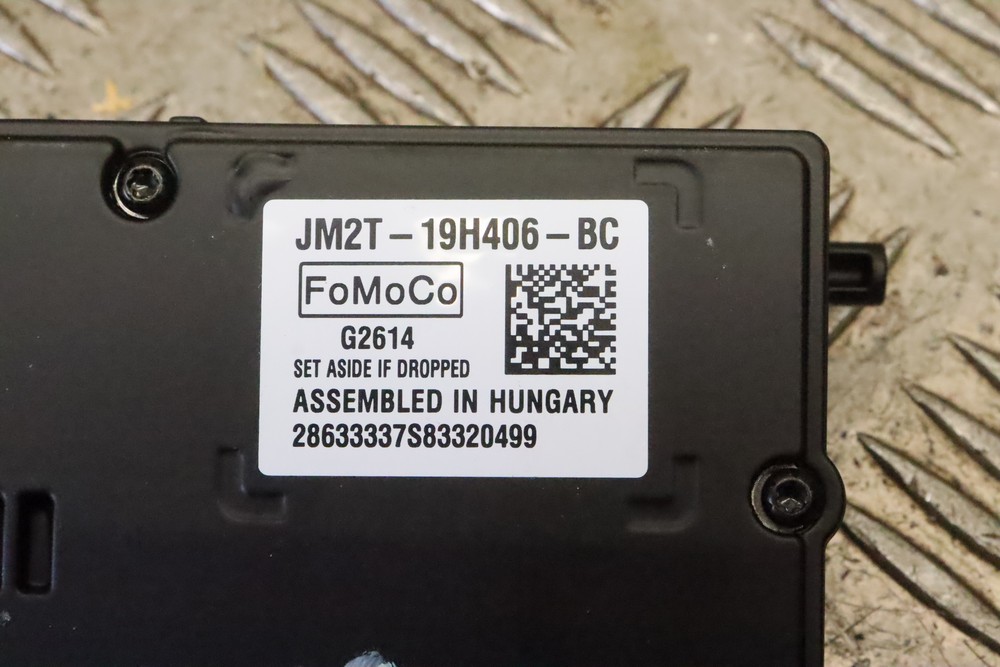 JM2T – 19H406 – BC
FoMoCo
G2614
SET ASIDE IF DROPPED
ASSEMBLED IN HUNGARY
28633337S83320499